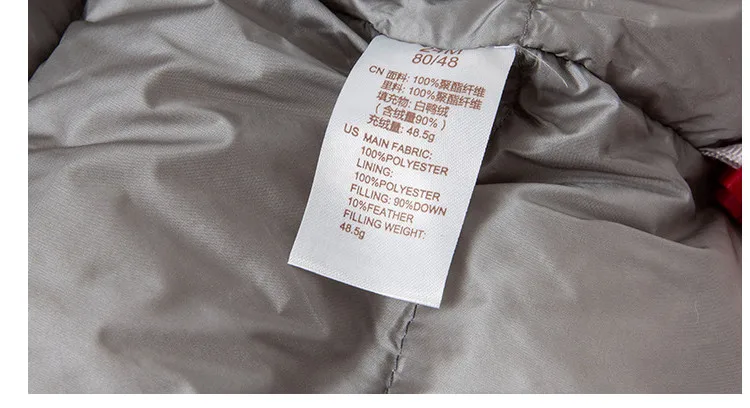 24M
80/48
CN 面料: 100%聚酯纤维
里料: 100%聚酯纤维
填充物: 白鸭绒
(含绒量90%)
充绒量: 48.5g
US MAIN FABRIC:
100%POLYESTER
LINING:
100%POLYESTER
FILLING: 90%DOWN
10%FEATHER
FILLING WEIGHT:
48.5g